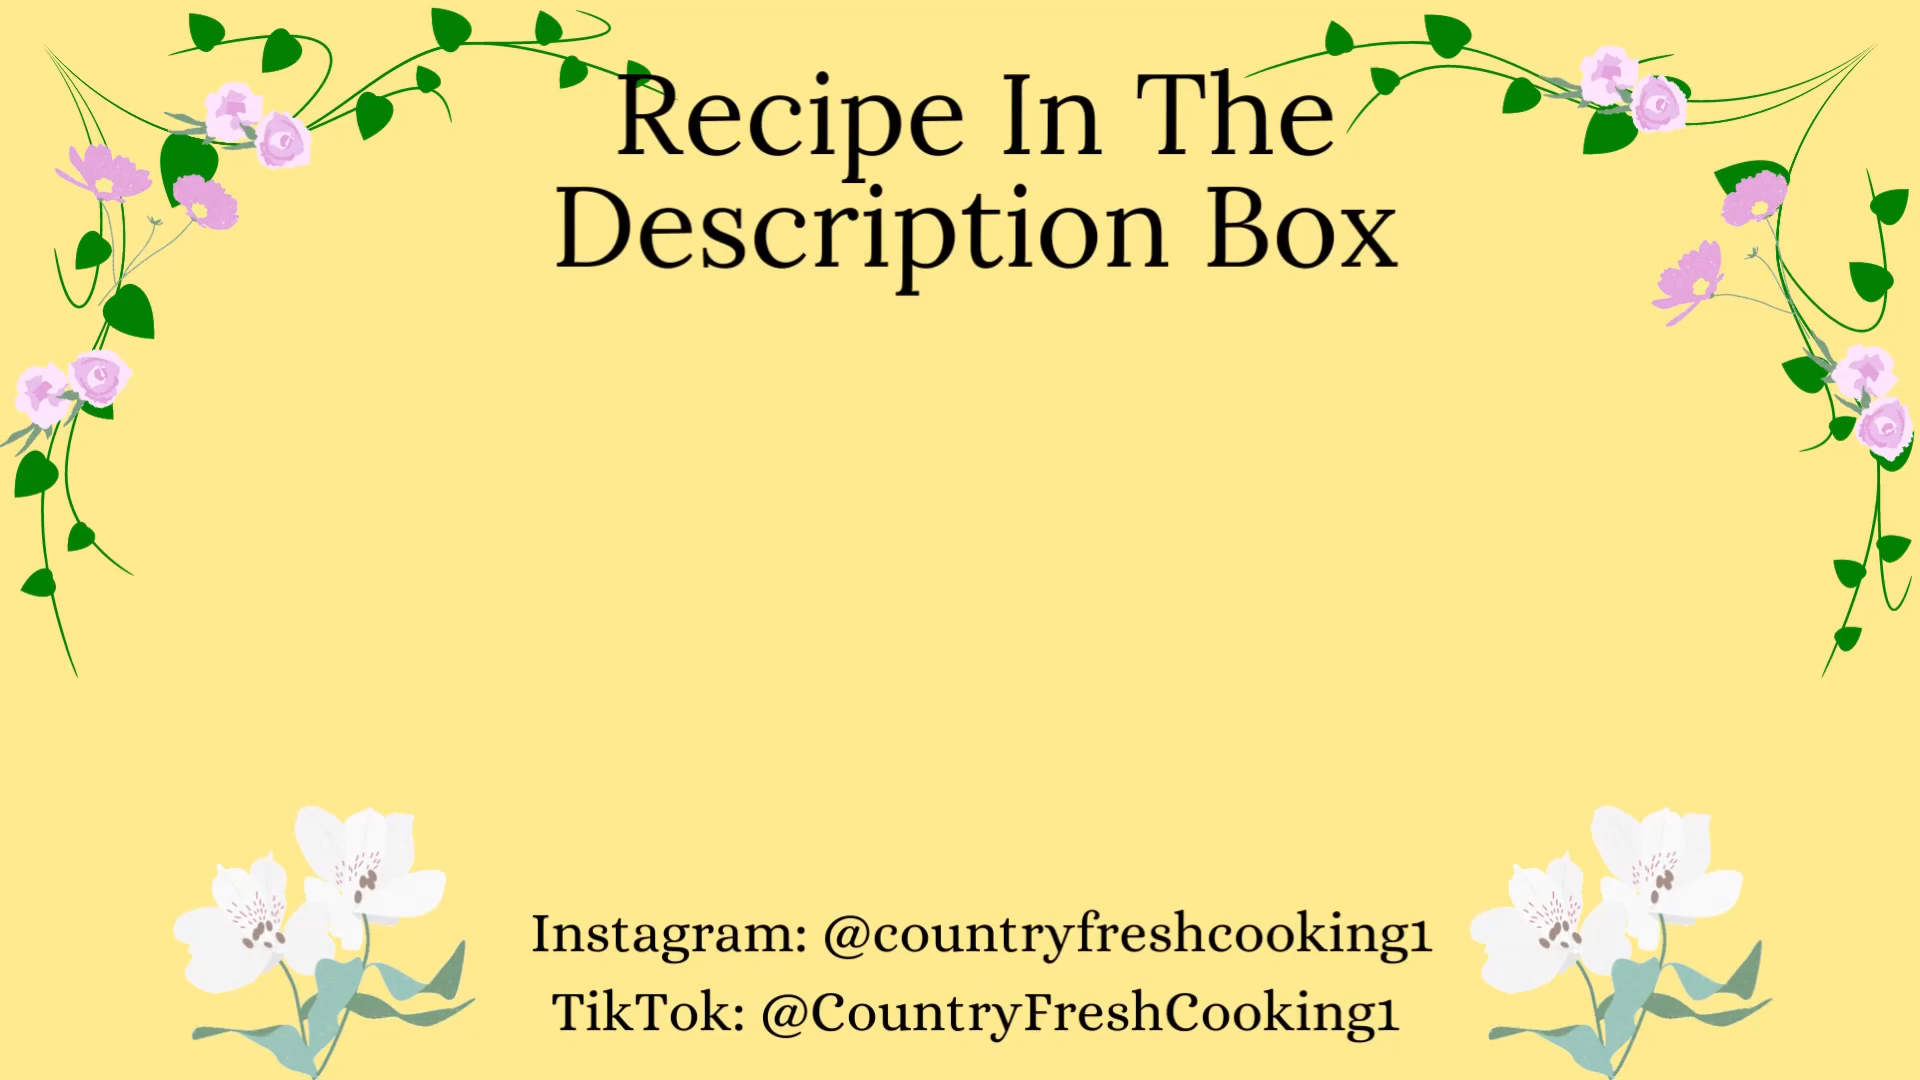 Recipe In The
Description Box
Instagram: @countryfreshcooking1
TikTok: @CountryFreshCooking1